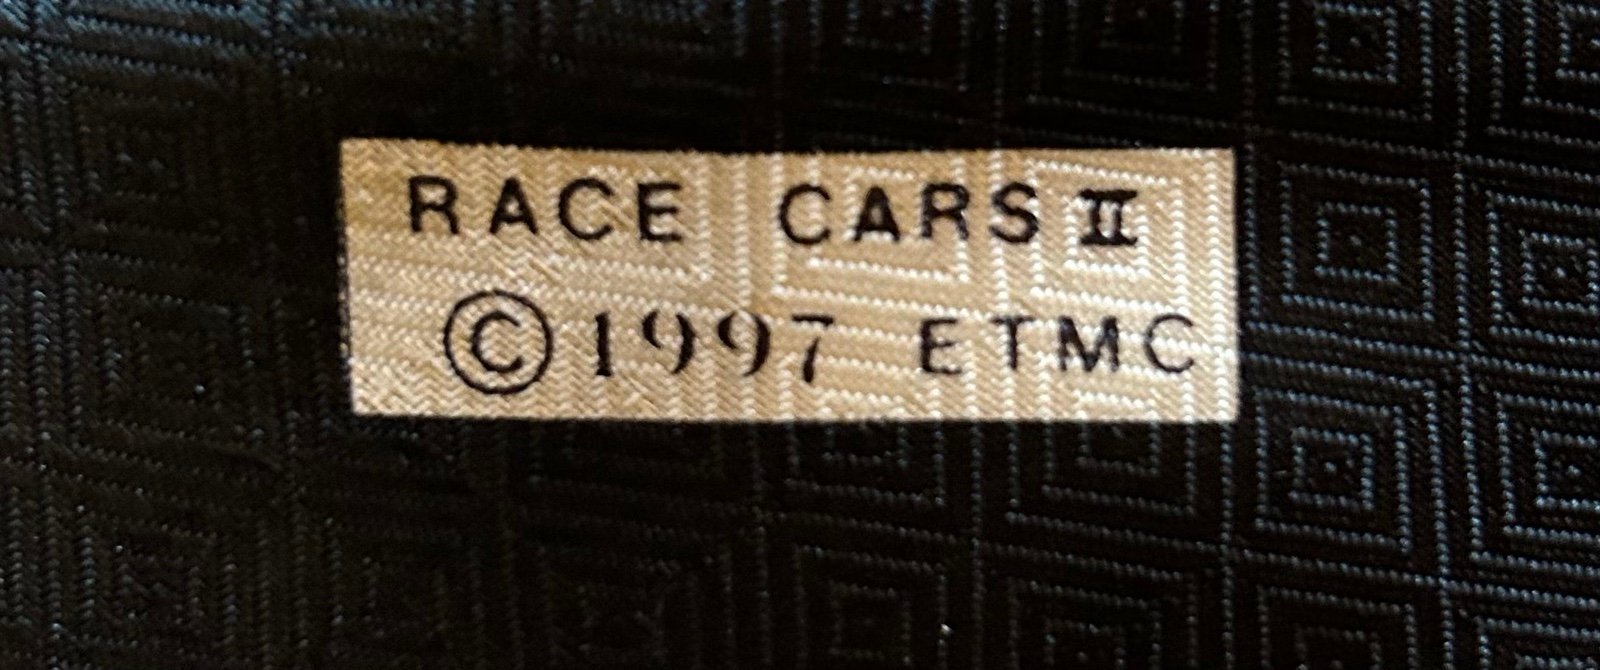 RACE CARS II
©1997 ETMC